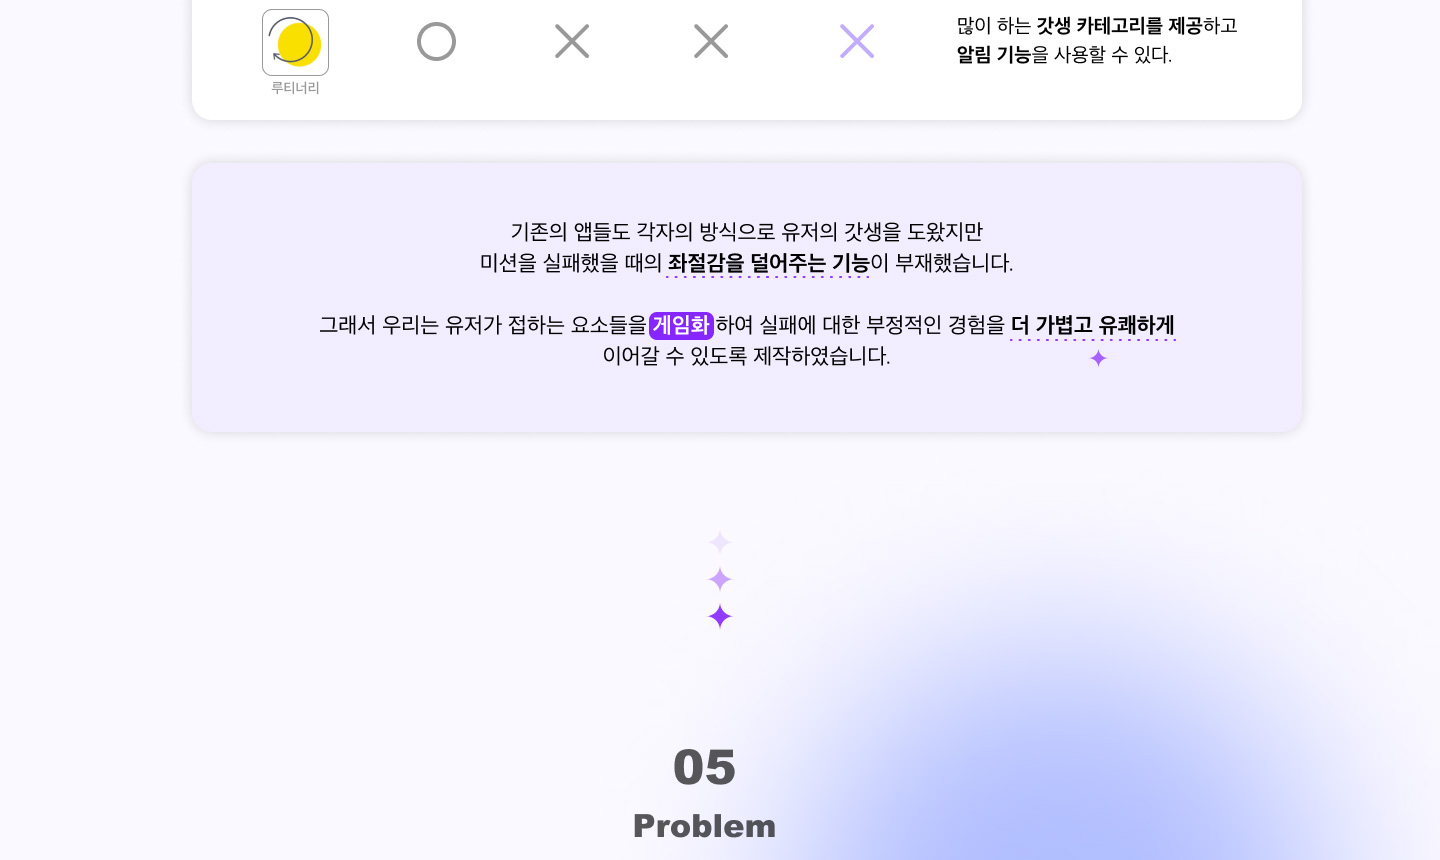 많이 하는 갓생 카테고리를 제공하고
알림 기능을 사용할 수 있다.
루티너리
기존의 앱들도 각자의 방식으로 유저의 갓생을 도왔지만
미션을 실패했을 때의 좌절감을 덜어주는 기능이 부재했습니다.
그래서 우리는 유저가 접하는 요소들을 게임화 하여 실패에 대한 부정적인 경험을 더 가볍고 유쾌하게
이어갈 수 있도록 제작하였습니다.
05
Problem